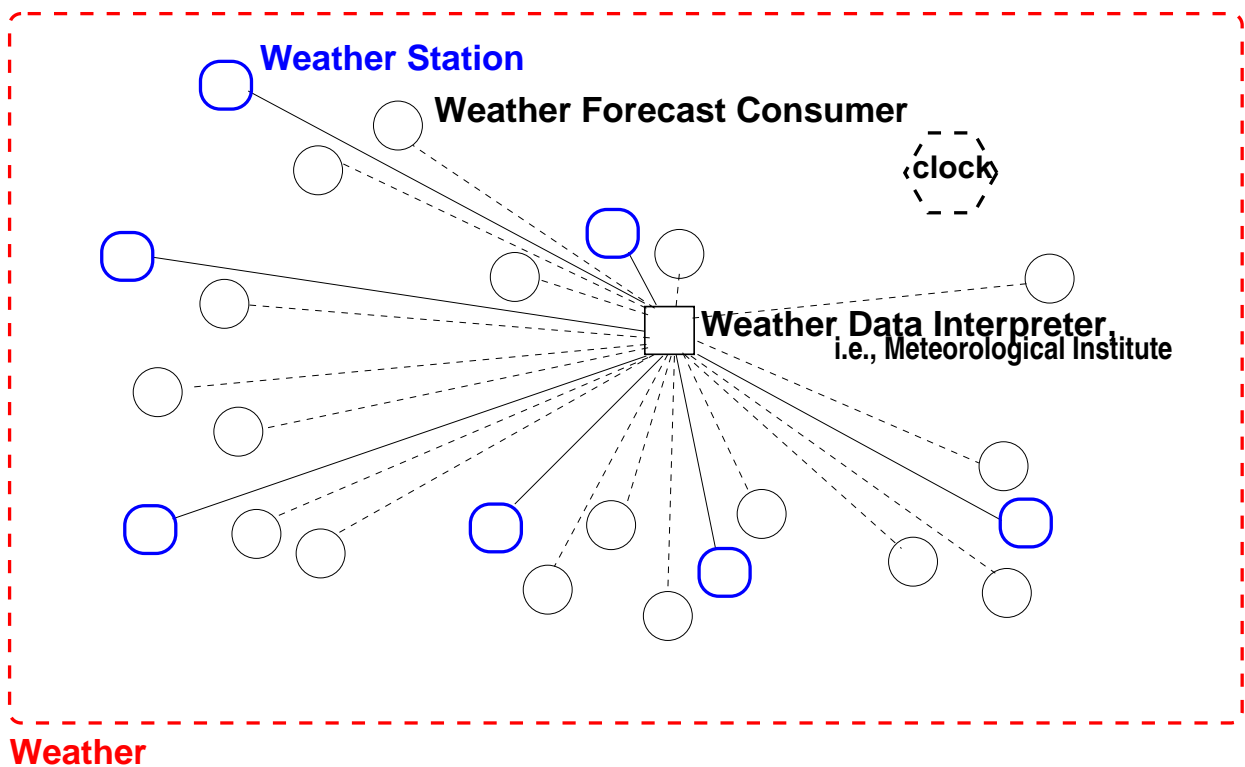 Weather Station
Weather Forecast Consumer
clock
Weather Data Interpreter,
i.e., Meteorological Institute
Weather